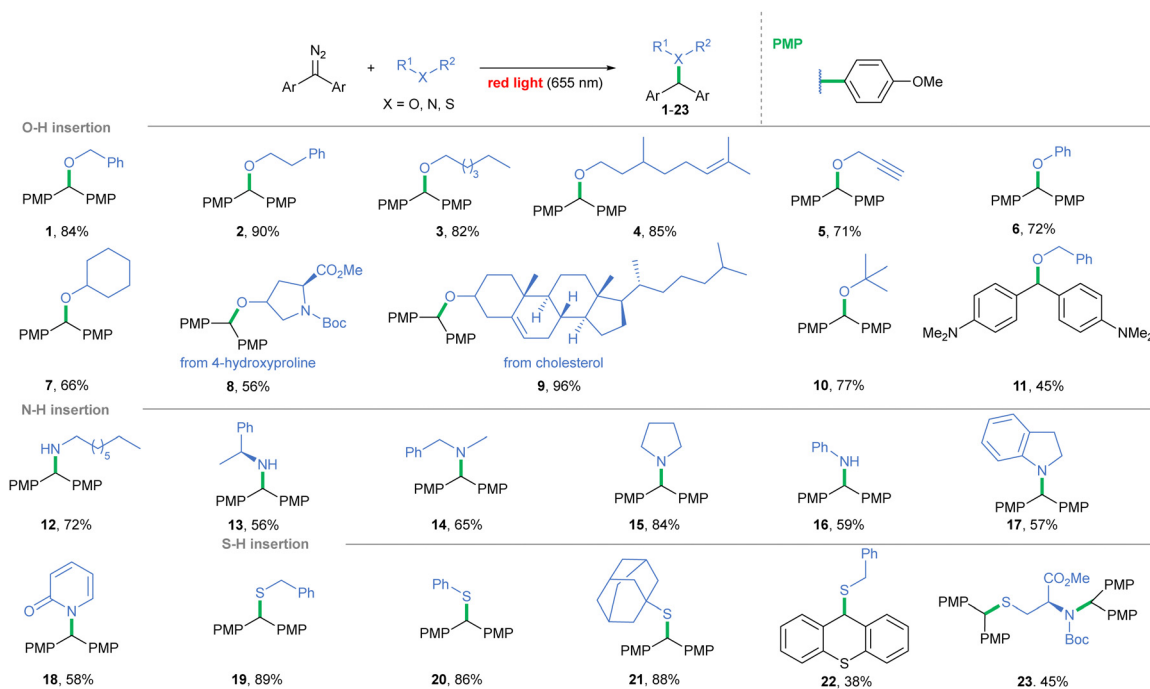 N2
Ar
Ar
+
R1
R2
X
X = O, N, S
red light (655 nm)
R1
R2
X
Ar
Ar
1-23
PMP
OMe
O-H insertion
O
Ph
PMP
PMP
1, 84%
O
Ph
PMP
PMP
2, 90%
O
( )3
PMP
PMP
3, 82%
O
PMP
PMP
4, 85%
O
PMP
PMP
5, 71%
O
Ph
PMP
PMP
6, 72%
O
PMP
PMP
7, 66%
CO2Me
O
N
Boc
PMP
PMP
from 4-hydroxyproline
8, 56%
O
H
H
H
PMP
PMP
from cholesterol
9, 96%
O
PMP
PMP
10, 77%
O
Ph
Me2N
NMe2
11, 45%
N-H insertion
HN
( )5
PMP
PMP
12, 72%
Ph
NH
PMP
PMP
13, 56%
Ph
N
PMP
PMP
14, 65%
N
PMP
PMP
15, 84%
Ph
NH
PMP
PMP
16, 59%
N
PMP
PMP
17, 57%
S-H insertion
O
N
PMP
PMP
18, 58%
S
Ph
PMP
PMP
19, 89%
Ph
S
PMP
PMP
20, 86%
S
PMP
PMP
21, 88%
Ph
S
S
22, 38%
CO2Me
PMP
PMP
S
N
PMP
PMP
Boc
23. 45%